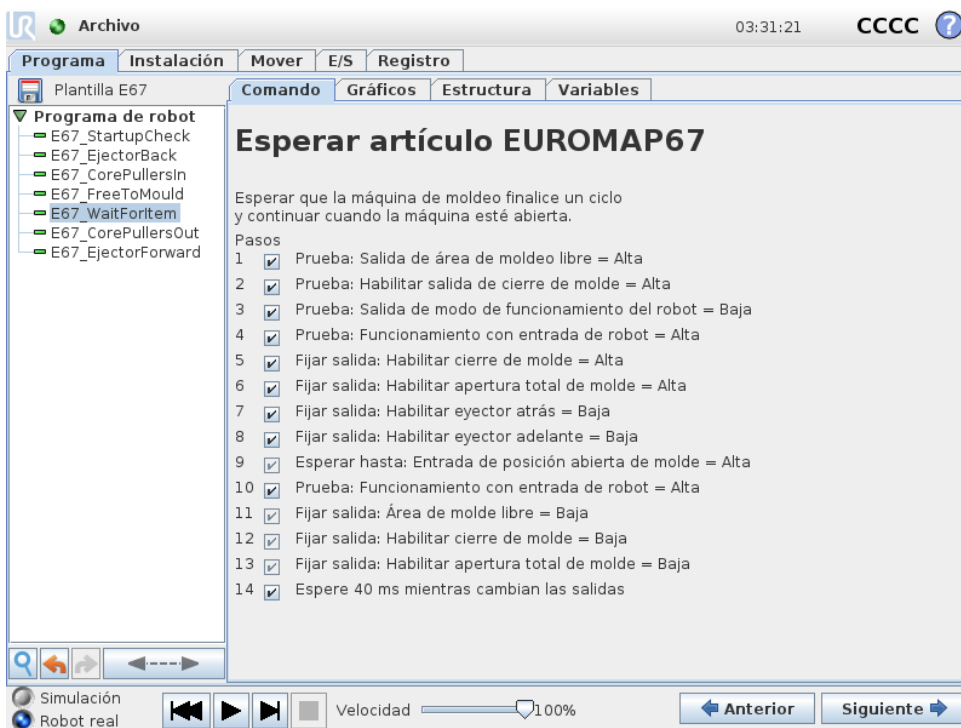 UR Archivo 03:31:21 CCCC ?
Programa Instalación Mover E/S Registro
Plantilla E67
Comando Gráficos Estructura Variables
Programa de robot
E67_StartupCheck
E67_EjectorBack
E67_CorePullersIn
E67_FreeToMould
E67_WaitForItem
E67_CorePullersOut
E67_EjectorForward
Esperar artículo EUROMAP67
Esperar que la máquina de moldeo finalice un ciclo
y continuar cuando la máquina esté abierta.
Pasos
1 Prueba: Salida de área de moldeo libre = Alta
2 Prueba: Habilitar salida de cierre de molde = Alta
3 Prueba: Salida de modo de funcionamiento del robot = Baja
4 Prueba: Funcionamiento con entrada de robot = Alta
5 Fijar salida: Habilitar cierre de molde = Alta
6 Fijar salida: Habilitar apertura total de molde = Alta
7 Fijar salida: Habilitar eyector atrás = Baja
8 Fijar salida: Habilitar eyector adelante = Baja
9 Esperar hasta: Entrada de posición abierta de molde = Alta
10 Prueba: Funcionamiento con entrada de robot = Alta
11 Fijar salida: Área de molde libre = Baja
12 Fijar salida: Habilitar cierre de molde = Baja
13 Fijar salida: Habilitar apertura total de molde = Baja
14 Espere 40 ms mientras cambian las salidas
Simulación
Robot real
Velocidad 100%
Anterior Siguiente